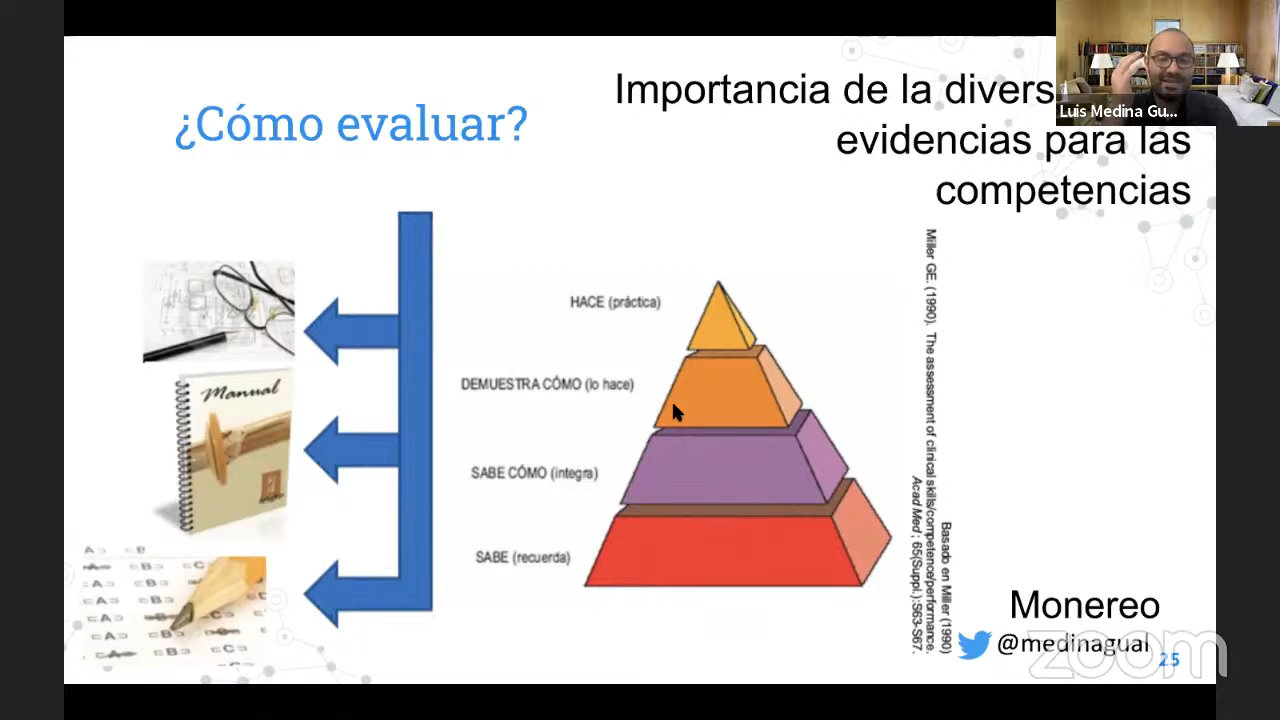 Luis Medina Gu...
¿Cómo evaluar?
Importancia de la divers
evidencias para las
competencias
HACE (práctica)
DEMUESTRA CÓMO (lo hace)
SABE CÓMO (integra)
SABE (recuerda)
Manual
Basado en Miller (1990)
Miller GE. (1990). The assessment of clinical skills/competence/performance.
Acad Med; 65(Suppl.):S63-S67.
Monereo
@medinagual
zoom
25